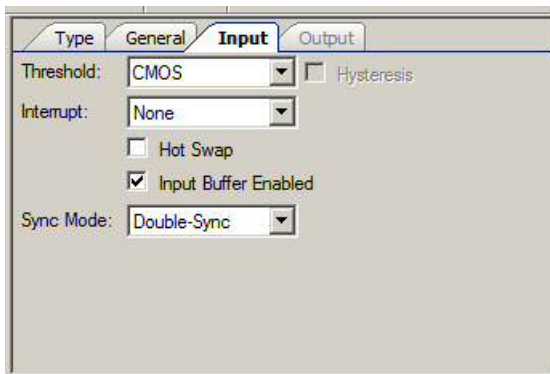 Type General Input Output
Threshold: CMOS Hysteresis
Interrupt: None
Hot Swap
Input Buffer Enabled
Sync Mode: Double-Sync